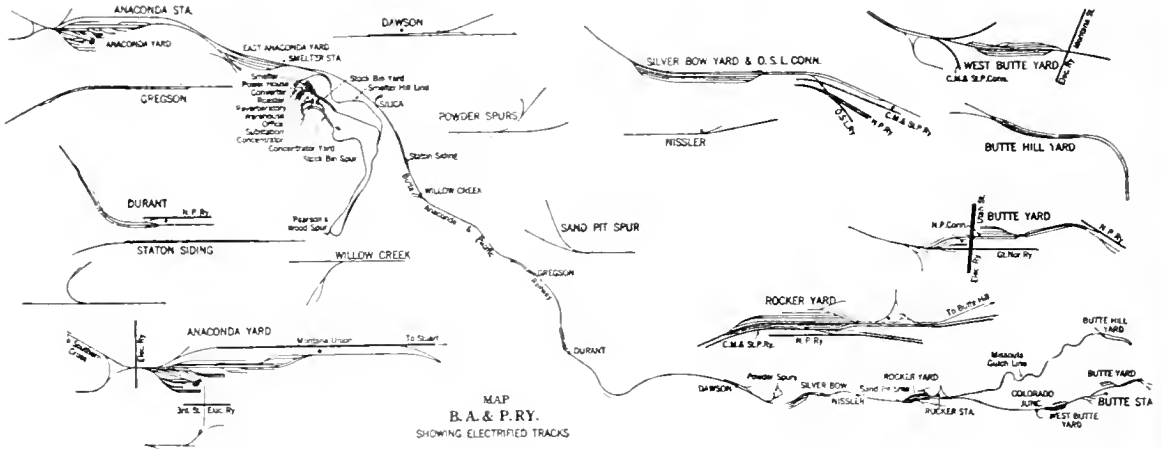 ANACONDA STA.
ANACONDA YARD
EAST ANACONDA YARD
SMELTER STA.
DAWSON
Smelter
Power House
Converter
Roaster
Reverberatory
Warehouse
Office
Substation
Concentrator
Concentrator Yard
Stock Bin Spur
Stock Bin Yard
Smelter Hill Line
SILICA
GREGSON
POWDER SPURS
SILVER BOW YARD & O.S.L. CONN.
O.S.L.Ry
N.P.Ry
C.M.& St.P.Ry
WEST BUTTE YARD
C.M.& St.P.Conn.
Montana St.
Elec. Ry
NISSLER
BUTTE HILL YARD
Staton Siding
WILLOW CREEK
Butte Anaconda & Pacific Railway
DURANT
N.P.Ry
Pearson's
Wood Spur
SAND PIT SPUR
BUTTE YARD
N.P.Conn.
Utah St.
N.P.Ry
Gt.Nor Ry
Elec. Ry
STATON SIDING
WILLOW CREEK
GREGSON
DURANT
ROCKER YARD
To Butte Hill
C.M.& St.P.Ry.
N.P.Ry
ANACONDA YARD
Southern
Cross
Elec. Ry
Montana Union
To Stuart
3rd. St.
Elec. Ry
BUTTE HILL
YARD
Missoula
Gulch Line
DAWSON
Powder Spurs
SILVER BOW
NISSLER
ROCKER YARD
ROCKER STA.
COLORADO
JUNC.
WEST BUTTE
YARD
BUTTE YARD
BUTTE STA
MAP
B. A. & P. RY.
SHOWING ELECTRIFIED TRACKS